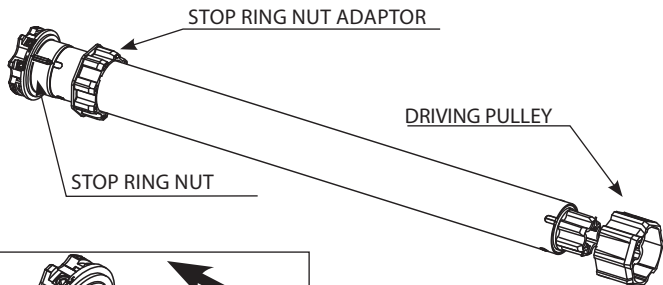 STOP RING NUT ADAPTOR
DRIVING PULLEY
STOP RING NUT